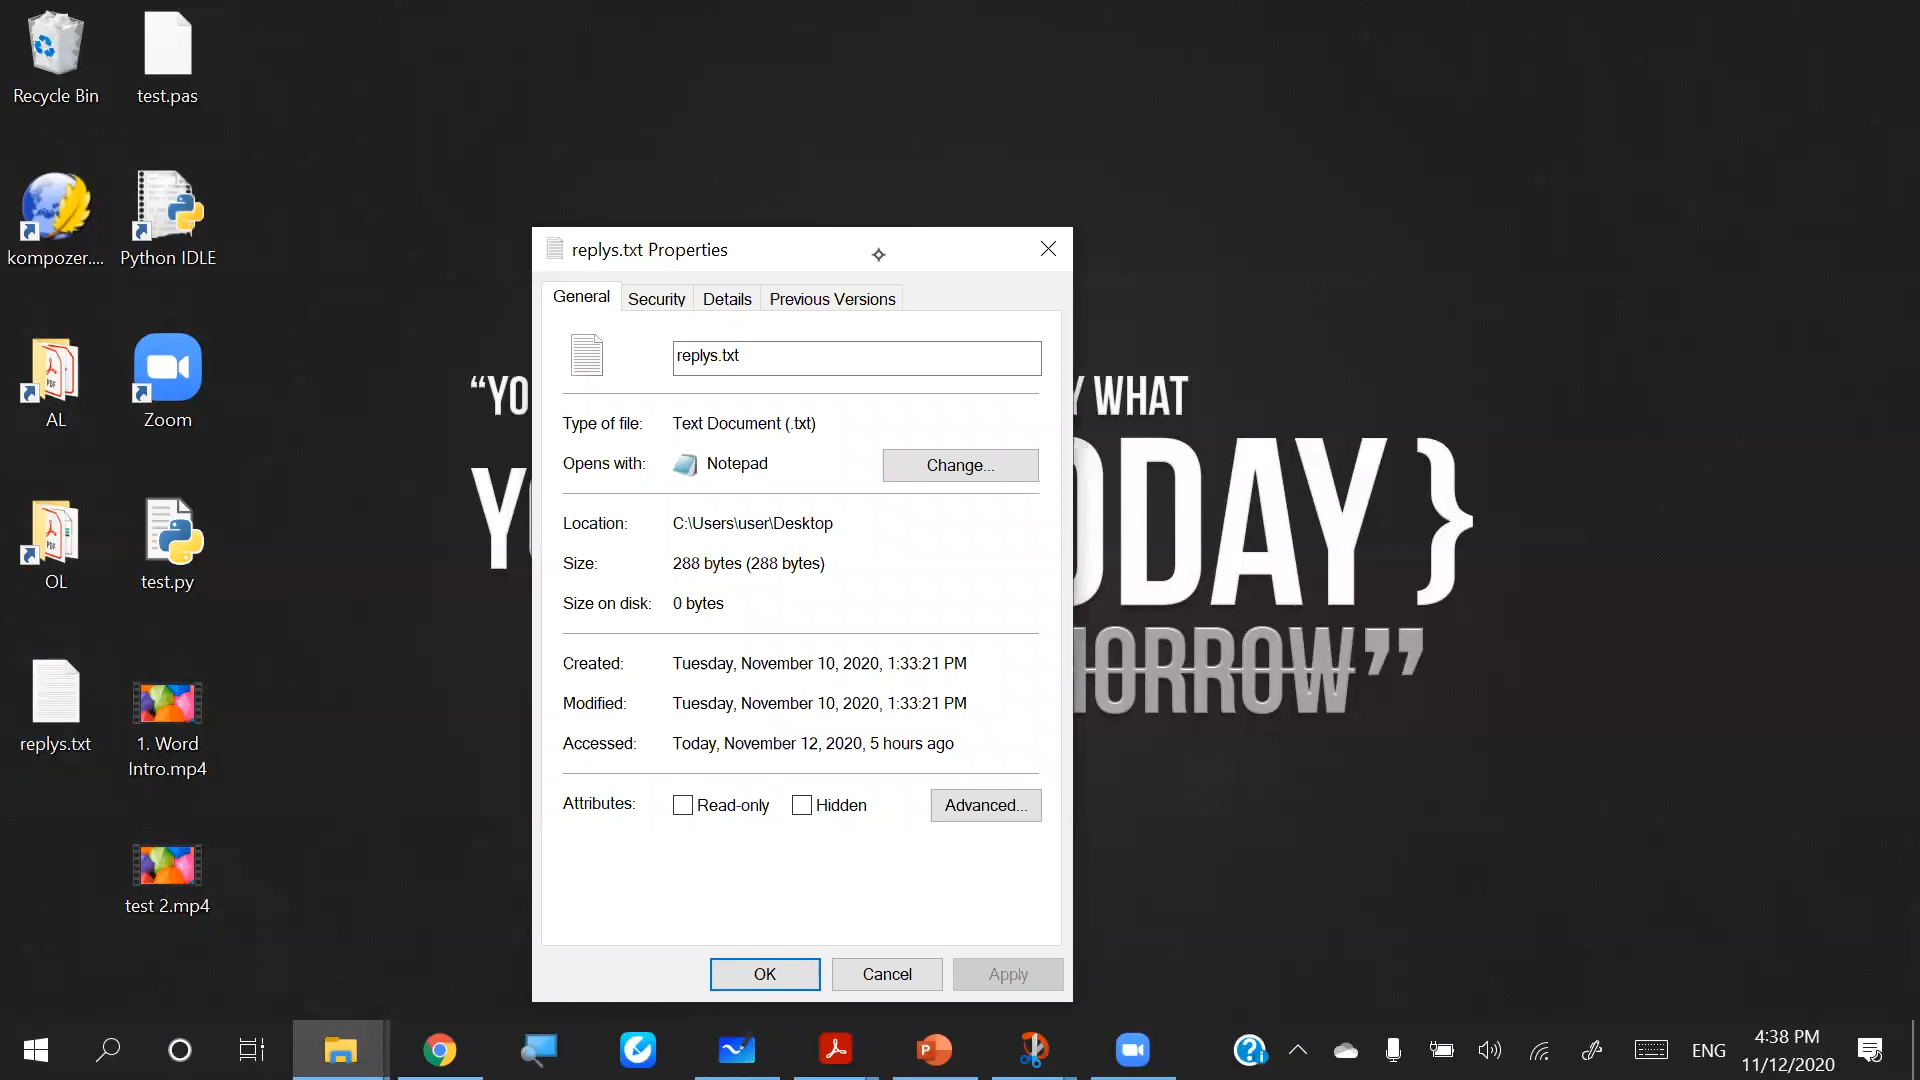 Recycle Bin
test.pas
kompozer....
Python IDLE
AL
Zoom
OL
test.py
replys.txt
1. Word
Intro.mp4
test 2.mp4
replys.txt Properties
General
Security
Details
Previous Versions
replys.txt
Type of file:
Text Document (.txt)
Opens with:
Notepad
Change...
Location:
C:\Users\user\Desktop
Size:
288 bytes (288 bytes)
Size on disk:
0 bytes
Created:
Tuesday, November 10, 2020, 1:33:21 PM
Modified:
Tuesday, November 10, 2020, 1:33:21 PM
Accessed:
Today, November 12, 2020, 5 hours ago
Attributes:
Read-only
Hidden
Advanced...
OK
Cancel
Apply
“YO
WHAT
ODAY }
ORROW”
ENG
4:38 PM
11/12/2020